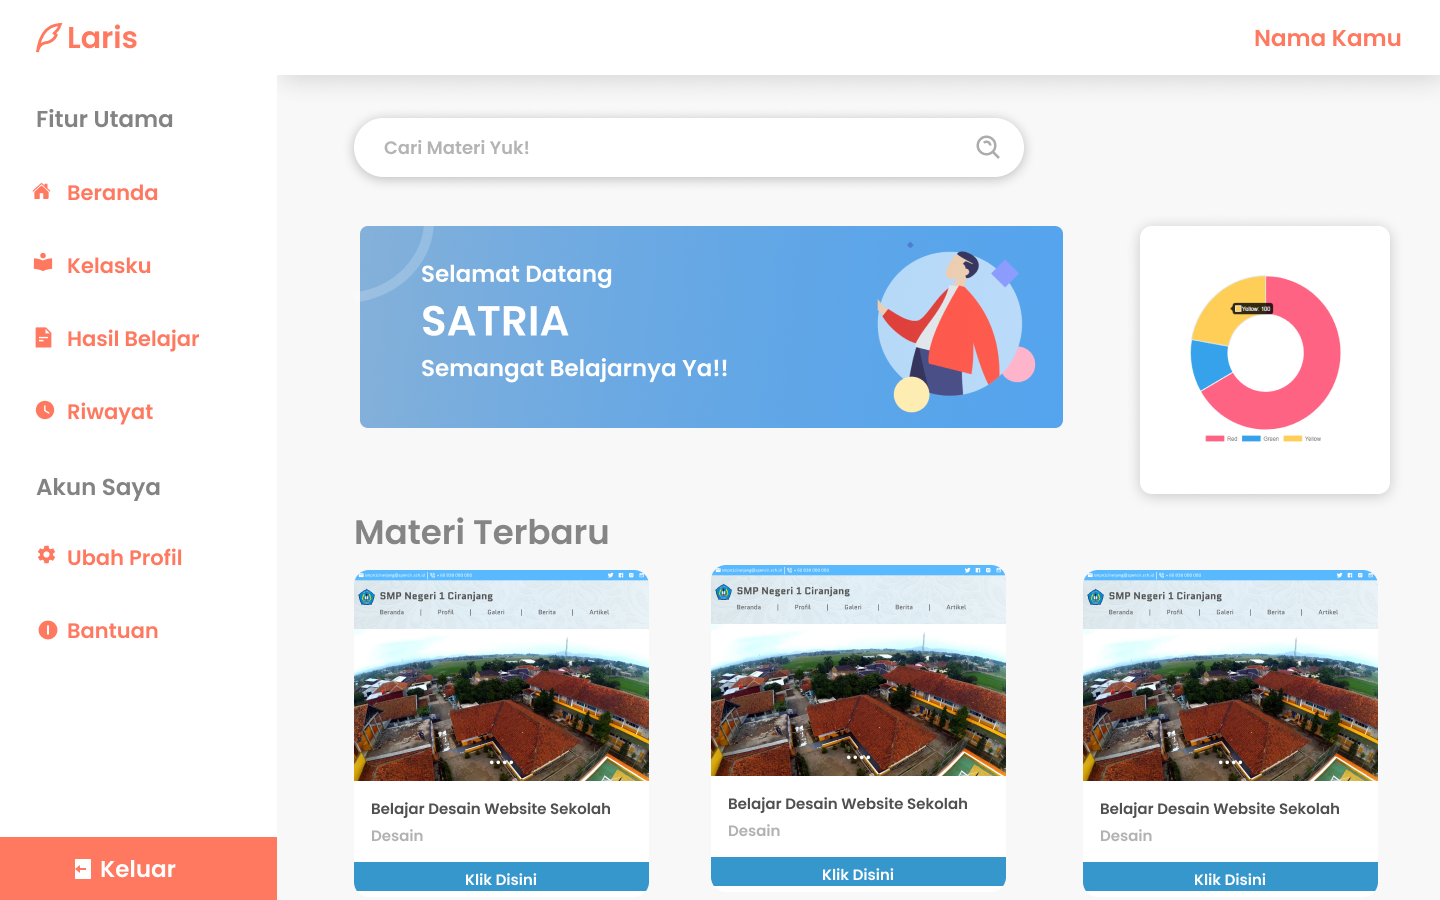 Laris
Nama Kamu
Fitur Utama
Beranda
Kelasku
Hasil Belajar
Riwayat
Akun Saya
Ubah Profil
Bantuan
Keluar
Cari Materi Yuk!
Selamat Datang
SATRIA
Semangat Belajarnya Ya!!
Yellow: 100
Red Green Yellow
Materi Terbaru
SMP Negeri 1 Ciranjang
Beranda | Profil | Galeri | Berita | Artikel
Belajar Desain Website Sekolah
Desain
Klik Disini
SMP Negeri 1 Ciranjang
Beranda | Profil | Galeri | Berita | Artikel
Belajar Desain Website Sekolah
Desain
Klik Disini
SMP Negeri 1 Ciranjang
Beranda | Profil | Galeri | Berita | Artikel
Belajar Desain Website Sekolah
Desain
Klik Disini